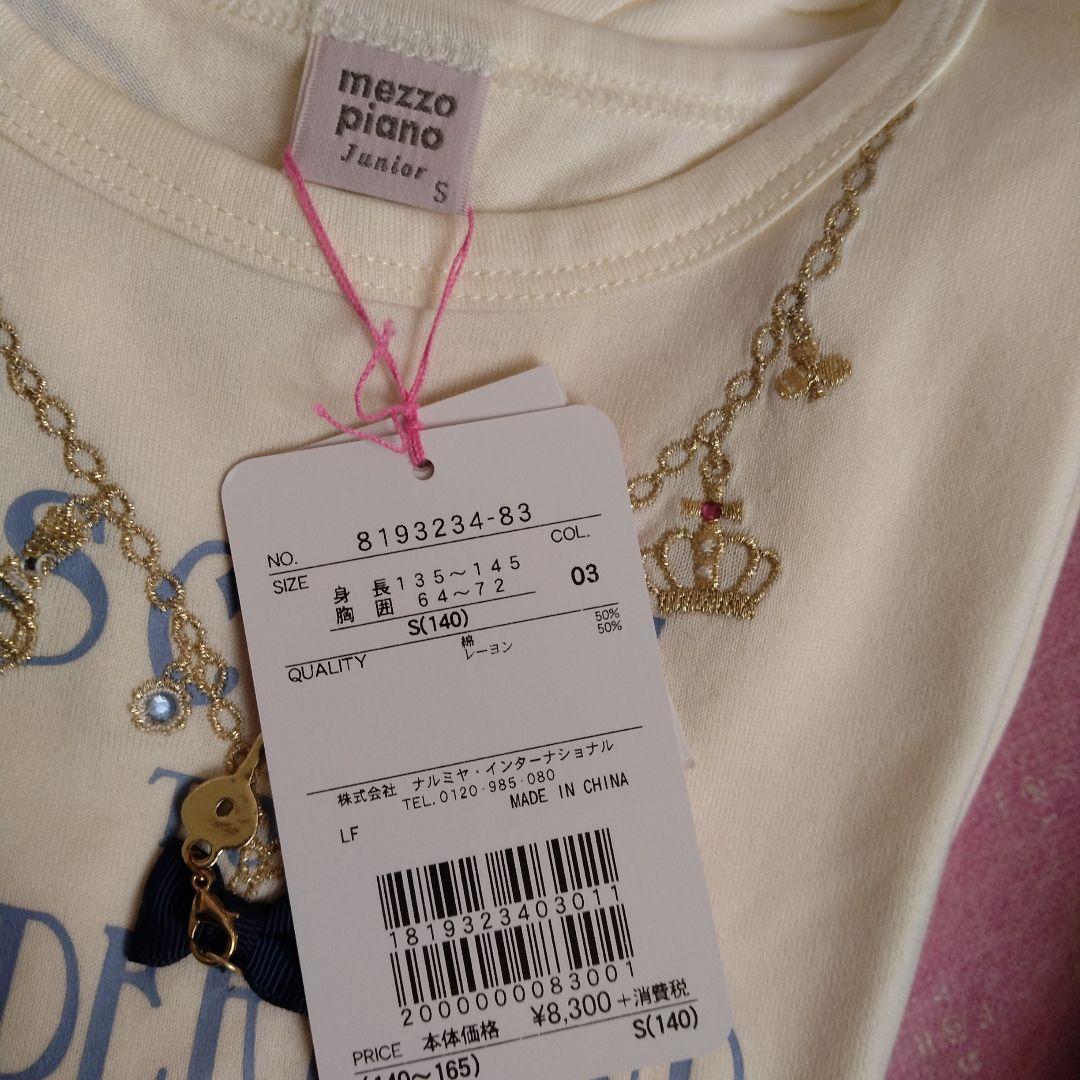 mezzo
piano
Junior
S
NO. 8193234-83
SIZE 身長135～145 COL.
胸囲 64～72 03
S(140)
QUALITY 綿 50%
レーヨン 50%
株式会社 ナルミヤ・インターナショナル
TEL.0120-985-080
LF MADE IN CHINA
1819323403011
2000000083001
PRICE 本体価格 ¥8,300+消費税
(140～165) S(140)